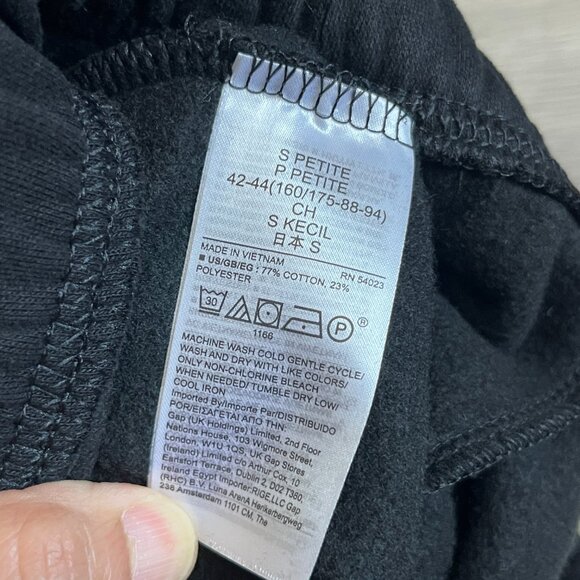 S PETITE
P PETITE
42-44(160/175-88-94)
CH
S KECIL
日本 S
MADE IN VIETNAM RN 54023
■ US/GB/EG : 77% COTTON, 23%
POLYESTER
30 P ®
1166
MACHINE WASH COLD GENTLE CYCLE/
WASH AND DRY WITH LIKE COLORS/
ONLY NON-CHLORINE BLEACH
WHEN NEEDED/ TUMBLE DRY LOW/
COOL IRON
Imported By/Importe Par/DISTRIBUIDO
POR/ΕΙΣΑΓΕΤΑΙ ΑΠΟ ΤΗΝ:
Gap (UK Holdings) Limited, 2nd Floor
Nations House, 103 Wigmore Street,
London, W1U 1QS, UK Gap Stores
(Ireland) Limited c/o Arthur Cox, 10
Earlsfort Terrace, Dublin 2, D02 T380,
Ireland Egypt Importer:RIGE,LLC Gap
(RHC) B.V. Luna ArenA Herikerbergweg
238 Amsterdam 1101 CM, The